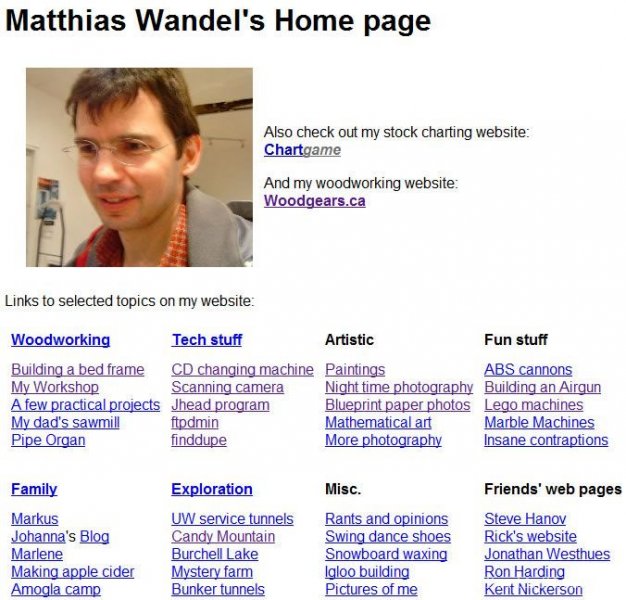 Matthias Wandel's Home page
Also check out my stock charting website:
Chartgame
And my woodworking website:
Woodgears.ca
Links to selected topics on my website:
Woodworking
Building a bed frame
My Workshop
A few practical projects
My dad's sawmill
Pipe Organ
Tech stuff
CD changing machine
Scanning camera
Jhead program
ftpdmin
finddupe
Artistic
Paintings
Night time photography
Blueprint paper photos
Mathematical art
More photography
Fun stuff
ABS cannons
Building an Airgun
Lego machines
Marble Machines
Insane contraptions
Family
Markus
Johanna's Blog
Marlene
Making apple cider
Amogla camp
Exploration
UW service tunnels
Candy Mountain
Burchell Lake
Mystery farm
Bunker tunnels
Misc.
Rants and opinions
Swing dance shoes
Snowboard waxing
Igloo building
Pictures of me
Friends' web pages
Steve Hanov
Rick's website
Jonathan Westhues
Ron Harding
Kent Nickerson